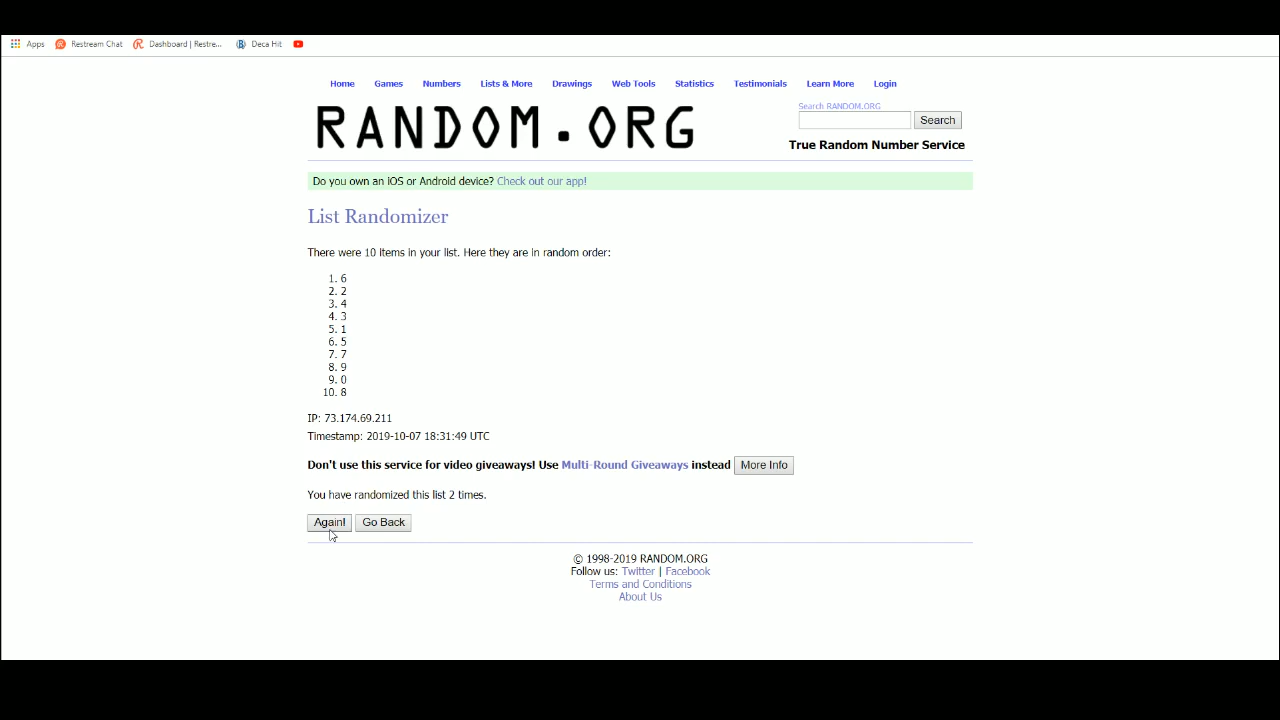 Apps Restream Chat Dashboard | Restre... Deca Hit
Home Games Numbers Lists & More Drawings Web Tools Statistics Testimonials Learn More Login
RANDOM.ORG
Search RANDOM.ORG
Search
True Random Number Service
Do you own an iOS or Android device? Check out our app!
List Randomizer
There were 10 items in your list. Here they are in random order:
1. 6
2. 2
3. 4
4. 3
5. 1
6. 5
7. 7
8. 9
9. 0
10. 8
IP: 73.174.69.211
Timestamp: 2019-10-07 18:31:49 UTC
Don't use this service for video giveaways! Use Multi-Round Giveaways instead More Info
You have randomized this list 2 times.
Again! Go Back
© 1998-2019 RANDOM.ORG
Follow us: Twitter | Facebook
Terms and Conditions
About Us